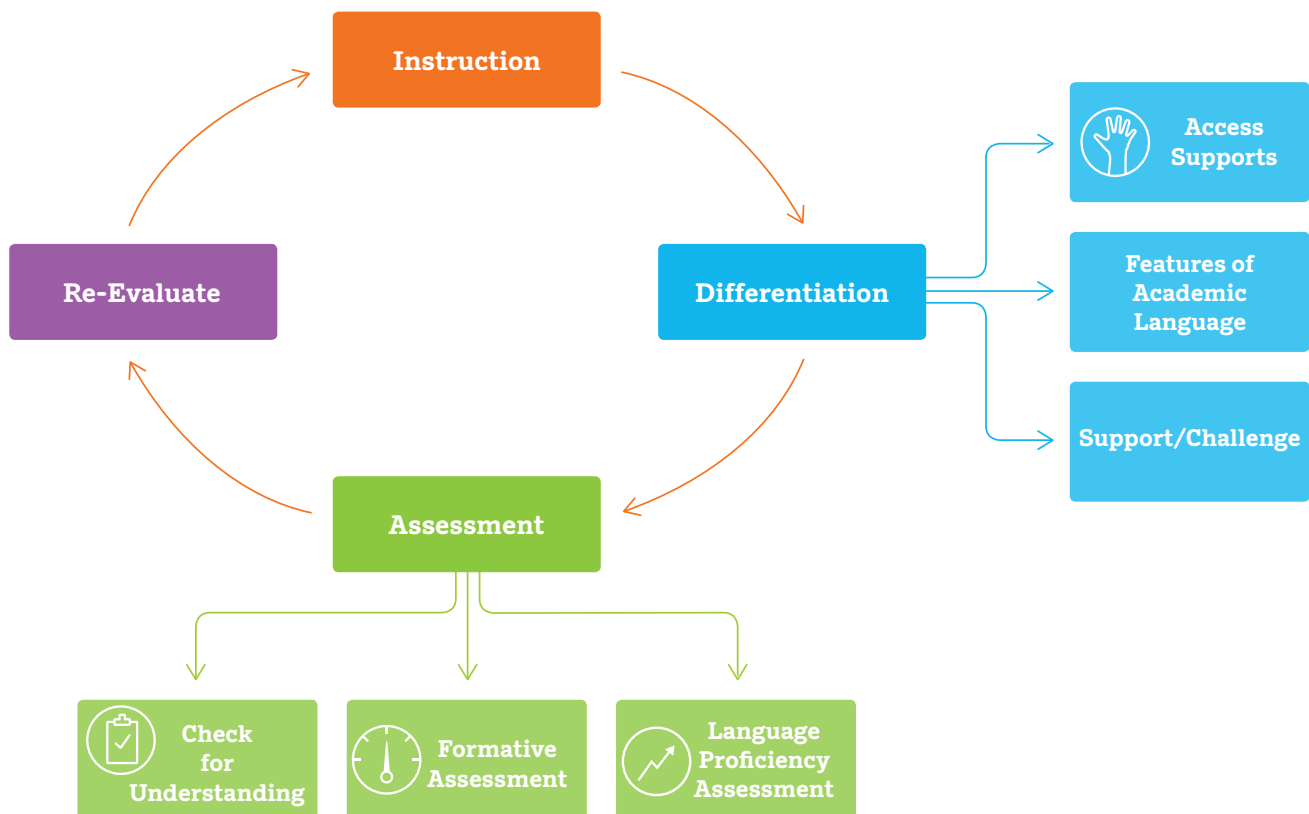 Instruction
Access
Supports
Re-Evaluate
Differentiation
Features of
Academic
Language
Support/Challenge
Assessment
Check
for
Understanding
Formative
Assessment
Language
Proficiency
Assessment